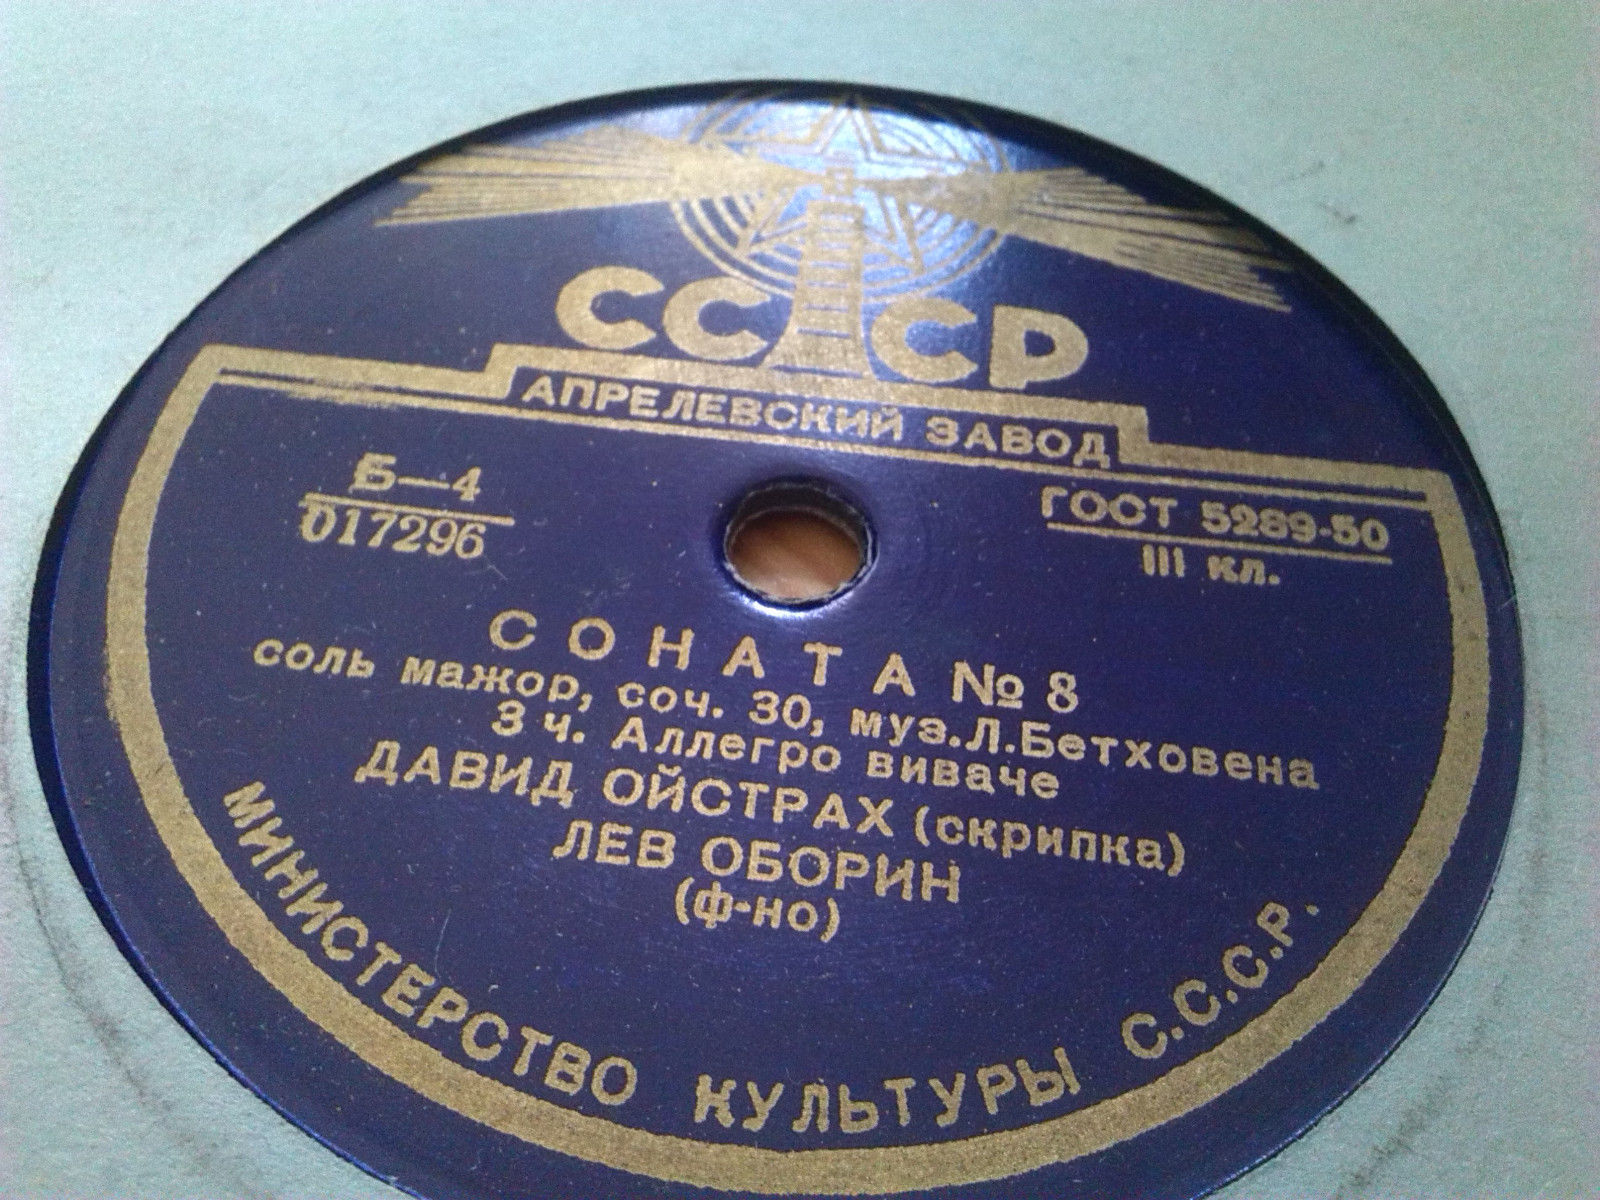 СССР
АПРЕЛЕВСКИЙ ЗАВОД
Б—4
017296
ГОСТ 5289-50
III кл.
СОНАТА № 8
соль мажор, соч. 30, муз.Л.Бетховена
3 ч. Аллегро виваче
ДАВИД ОЙСТРАХ (скрипка)
ЛЕВ ОБОРИН
(ф-но)
МИНИСТЕРСТВО КУЛЬТУРЫ С.С.С.Р.